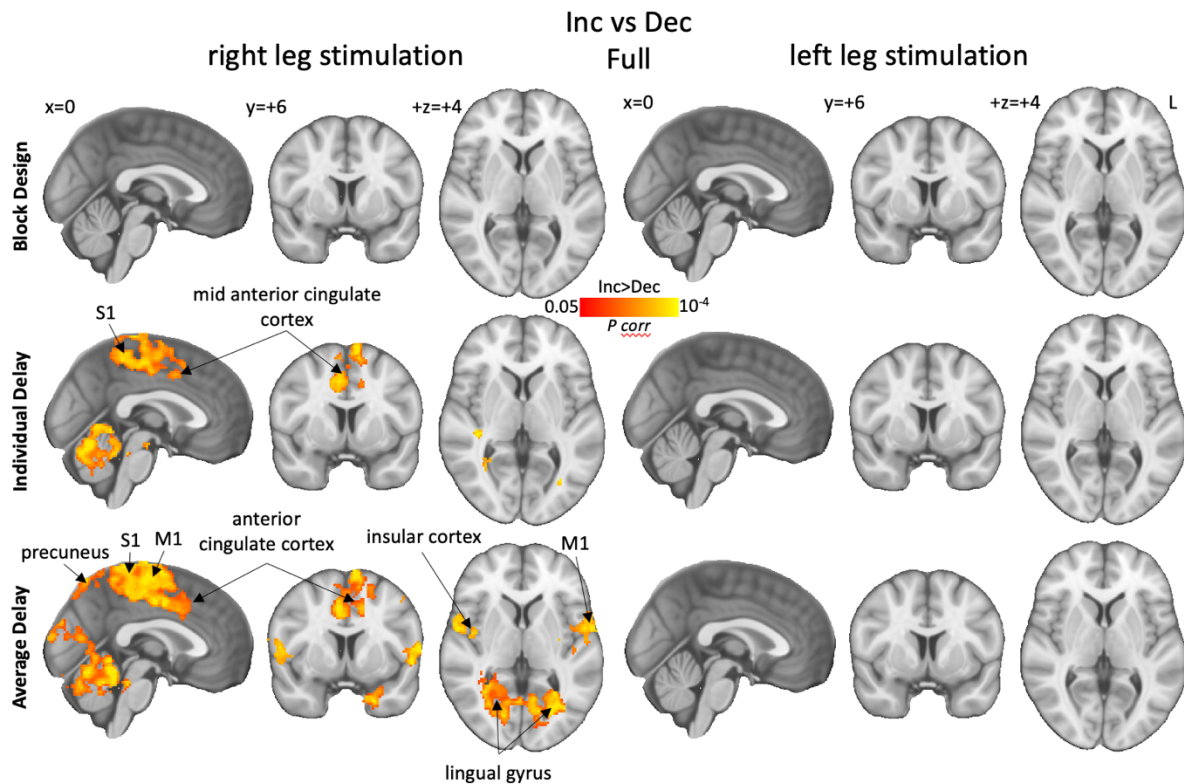 Inc vs Dec
right leg stimulation Full left leg stimulation
x=0 y=+6 +z=+4 x=0 y=+6 +z=+4 L
Block Design
mid anterior cingulate
cortex
S1
Inc>Dec
0.05 10-4
P corr
Individual Delay
anterior
cingulate cortex
precuneus S1 M1 insular cortex M1
Average Delay
lingual gyrus